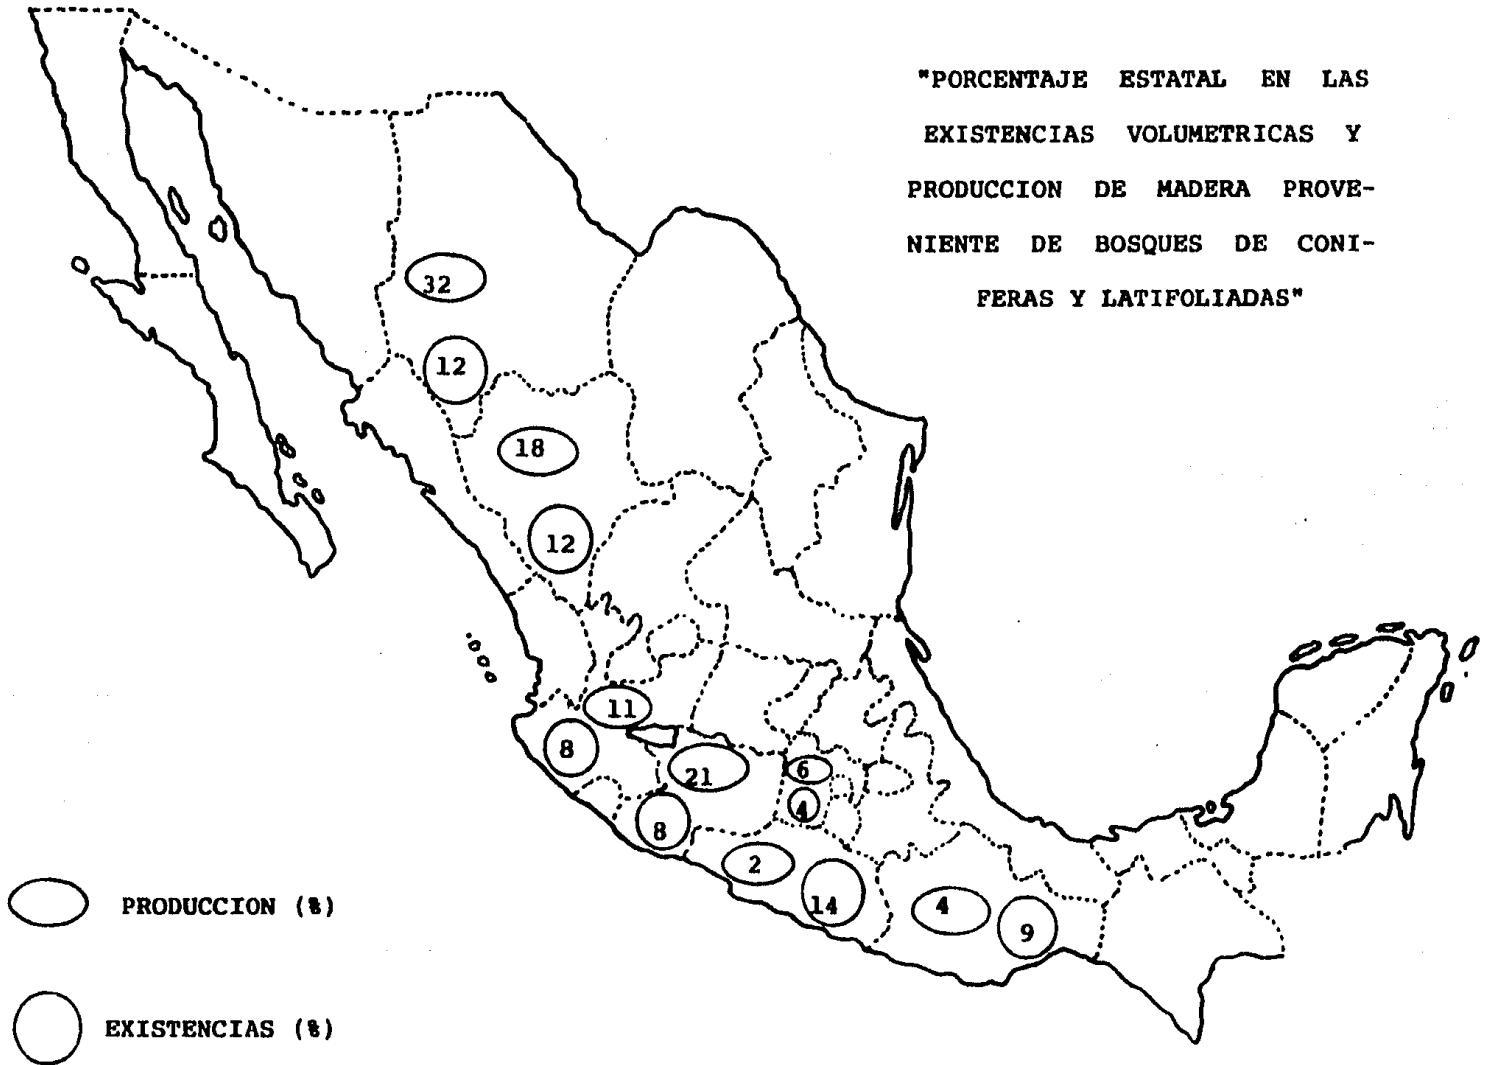 "PORCENTAJE ESTATAL EN LAS
EXISTENCIAS VOLUMETRICAS Y
PRODUCCION DE MADERA PROVE-
NIENTE DE BOSQUES DE CONI-
FERAS Y LATIFOLIADAS"
32
12
18
12
11
8
21
6
4
8
2
14
4
9
PRODUCCION (%)
EXISTENCIAS (%)